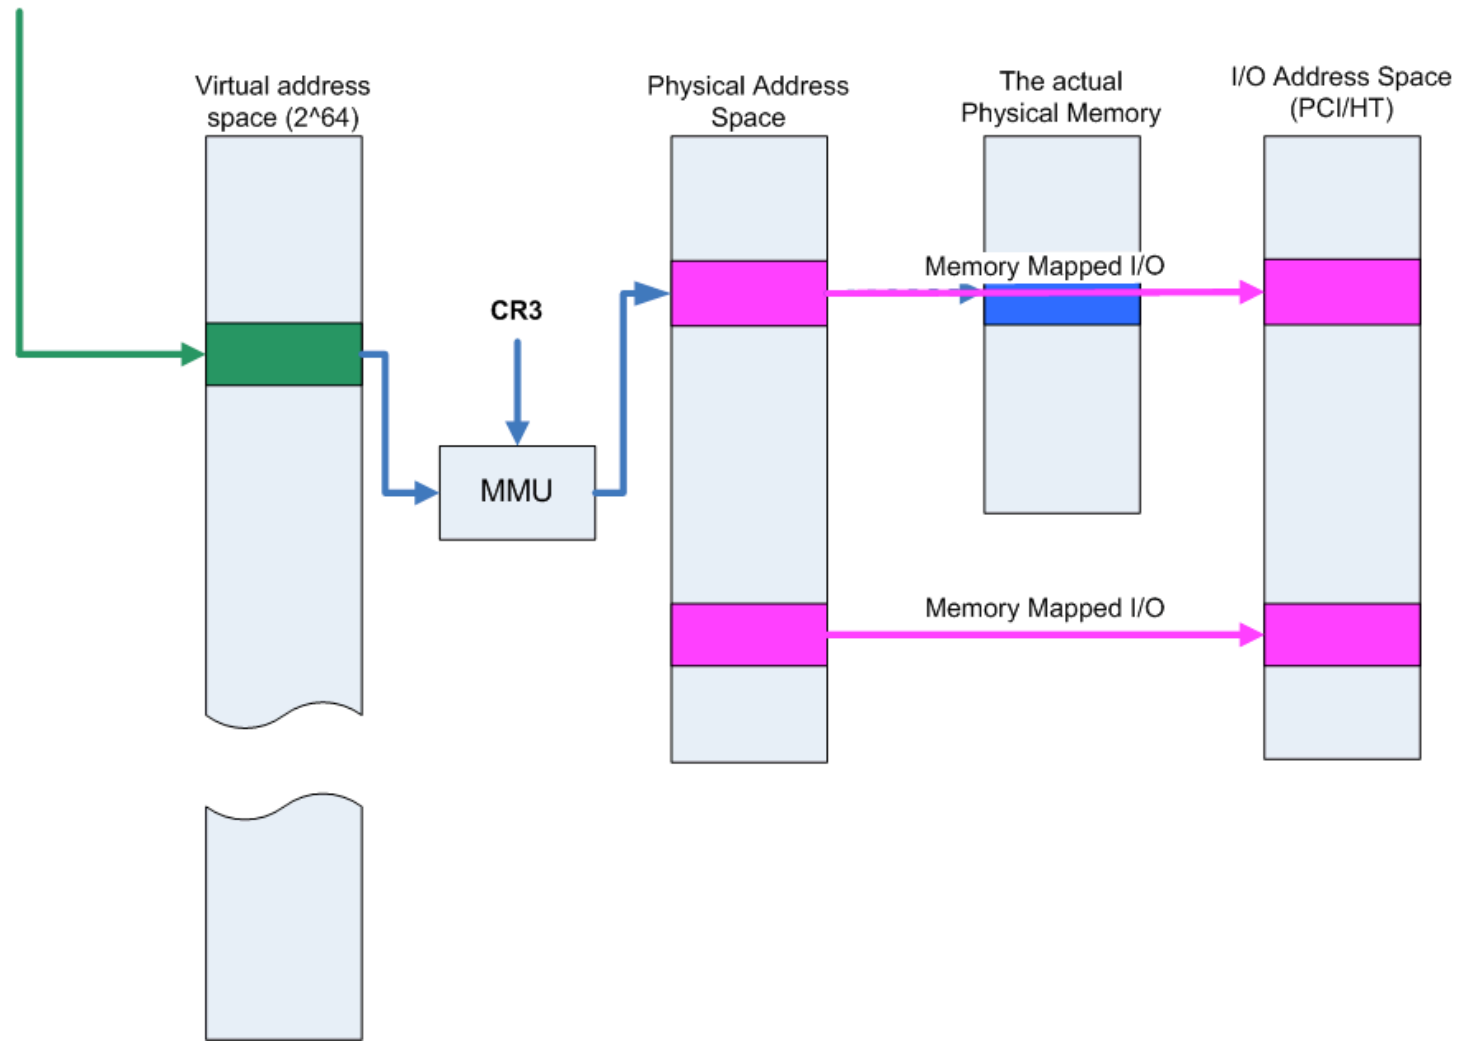 Virtual address
space (2^64)
Physical Address
Space
The actual
Physical Memory
I/O Address Space
(PCI/HT)
Memory Mapped I/O
CR3
MMU
Memory Mapped I/O